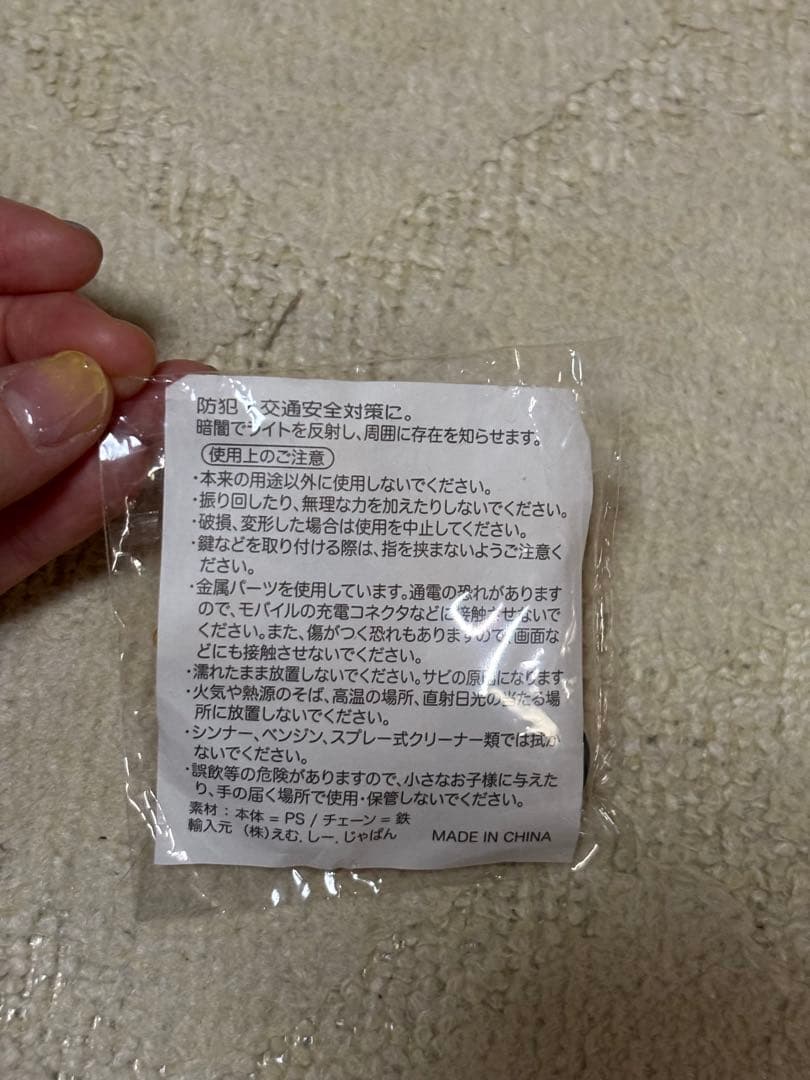 防犯・交通安全対策に。
暗闇でライトを反射し、周囲に存在を知らせます。
使用上のご注意
・本来の用途以外に使用しないでください。
・振り回したり、無理な力を加えたりしないでください。
・破損、変形した場合は使用を中止してください。
・鍵などを取り付ける際は、指を挟まないようご注意く
ださい。
・金属パーツを使用しています。通電の恐れがあります
ので、モバイルの充電コネクタなどに接触させないで
ください。また、傷がつく恐れもありますので、画面な
どにも接触させないでください。
・濡れたまま放置しないでください。サビの原因になります
・火気や熱源のそば、高温の場所、直射日光の当たる場
所に放置しないでください。
・シンナー、ベンジン、スプレー式クリーナー類では拭か
ないでください。
・誤飲等の危険がありますので、小さなお子様に与えた
り、手の届く場所で使用・保管しないでください。
素材：本体＝PS / チェーン＝鉄
輸入元 (株)えむ.しー.じゃぱん MADE IN CHINA